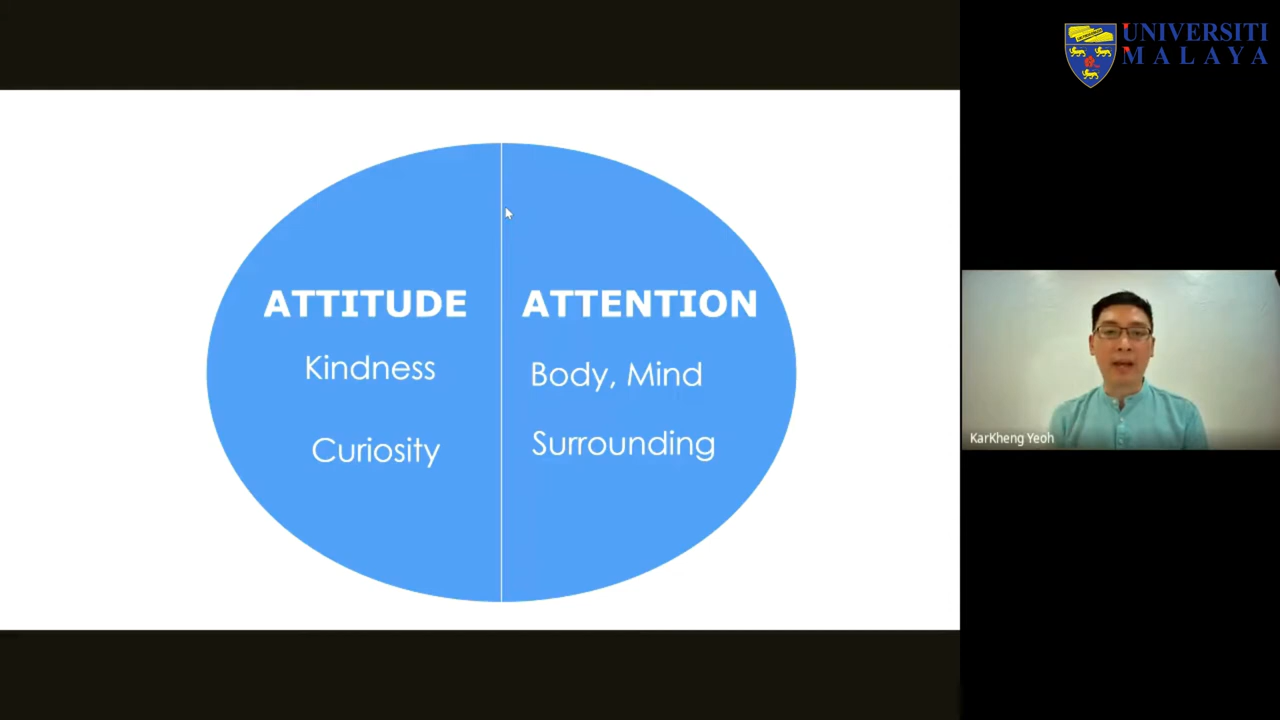 UNIVERSITI
MALAYA
ATTITUDE
Kindness
Curiosity
ATTENTION
Body, Mind
Surrounding
KarKheng Yeoh